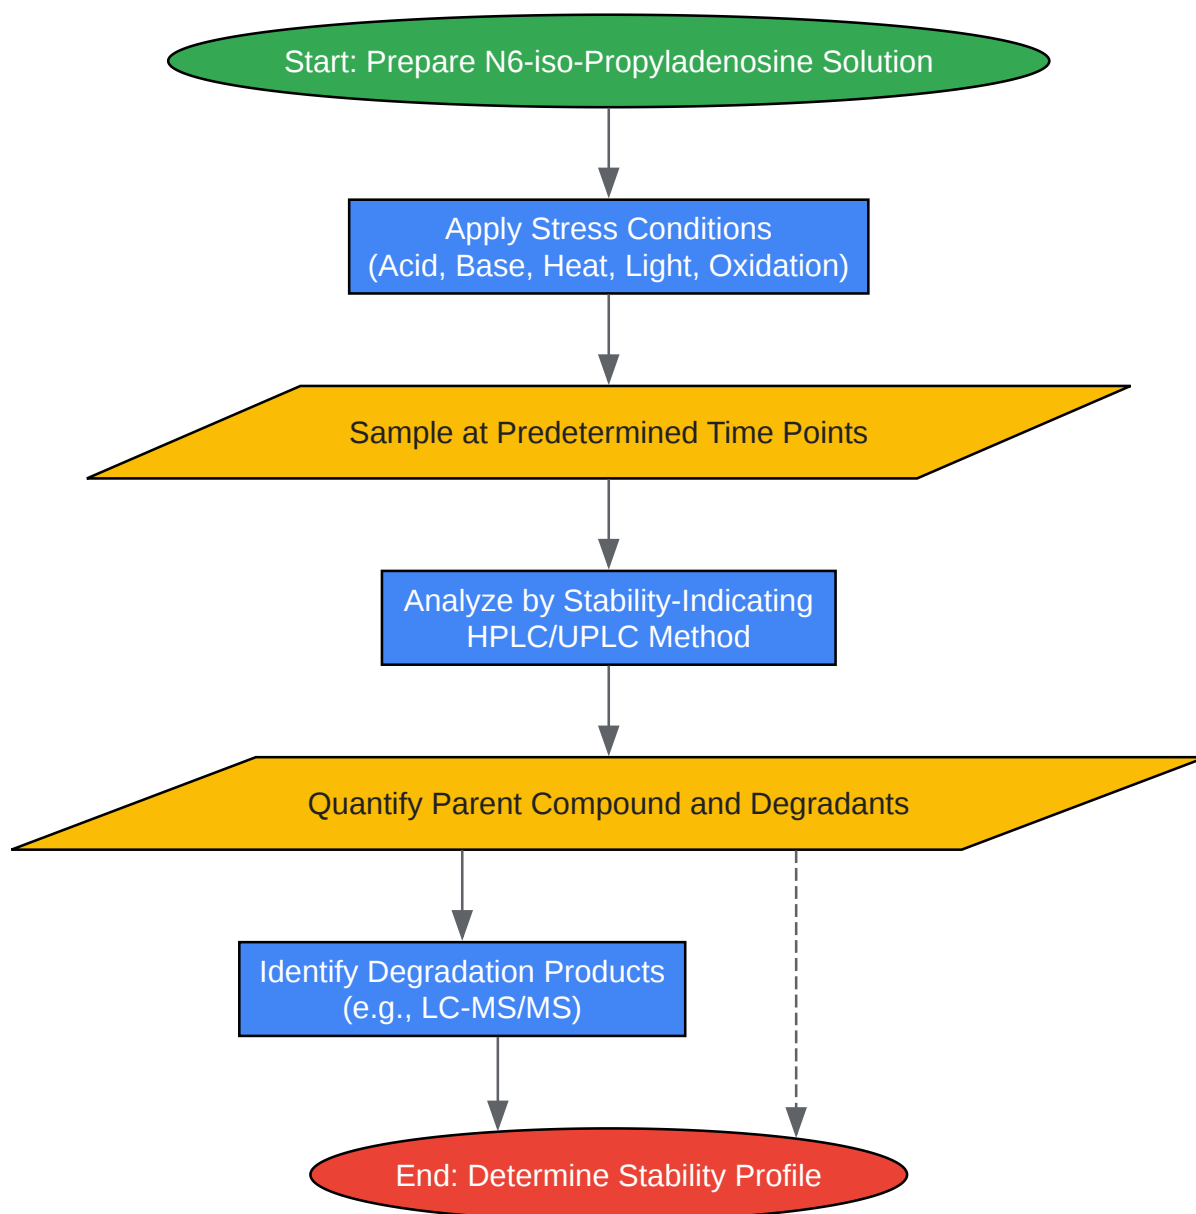 Start: Prepare N6-iso-Propyladenosine Solution
Apply Stress Conditions
(Acid, Base, Heat, Light, Oxidation)
Sample at Predetermined Time Points
Analyze by Stability-Indicating
HPLC/UPLC Method
Quantify Parent Compound and Degradants
Identify Degradation Products
(e.g., LC-MS/MS)
End: Determine Stability Profile